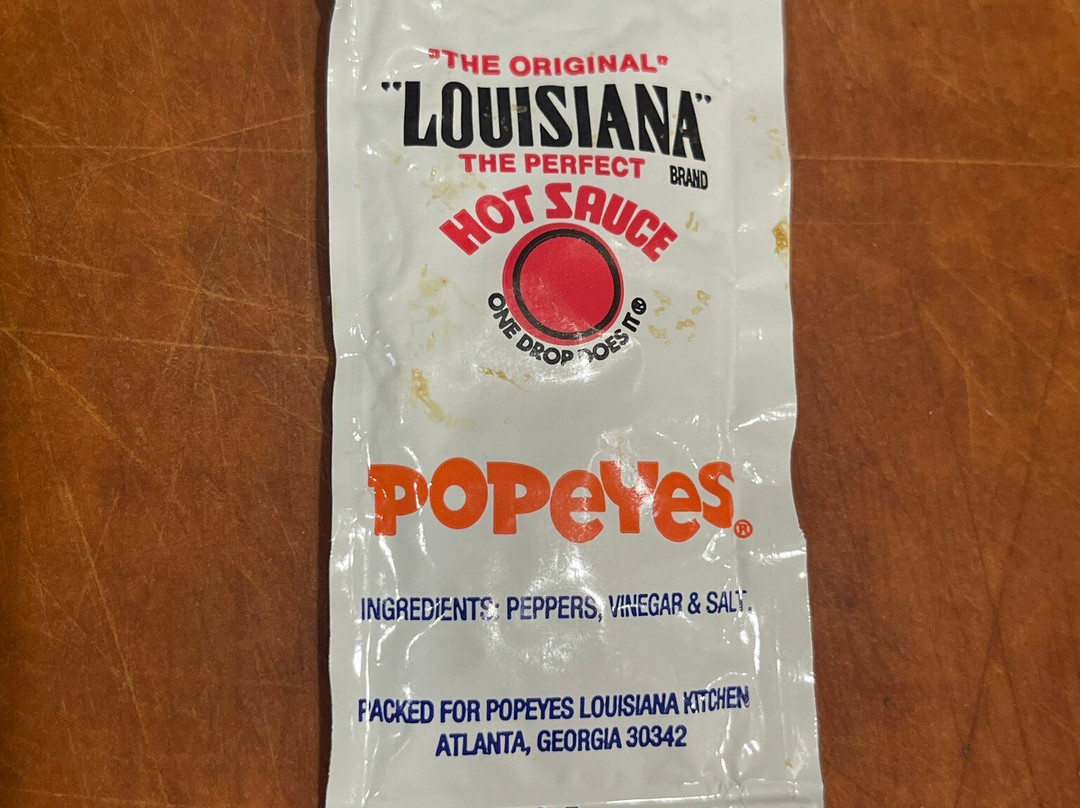 "THE ORIGINAL"
"LOUISIANA"
THE PERFECT BRAND
HOT SAUCE
ONE DROP DOES IT®
POPEYES®
INGREDIENTS: PEPPERS, VINEGAR & SALT.
PACKED FOR POPEYES LOUISIANA KITCHEN
ATLANTA, GEORGIA 30342